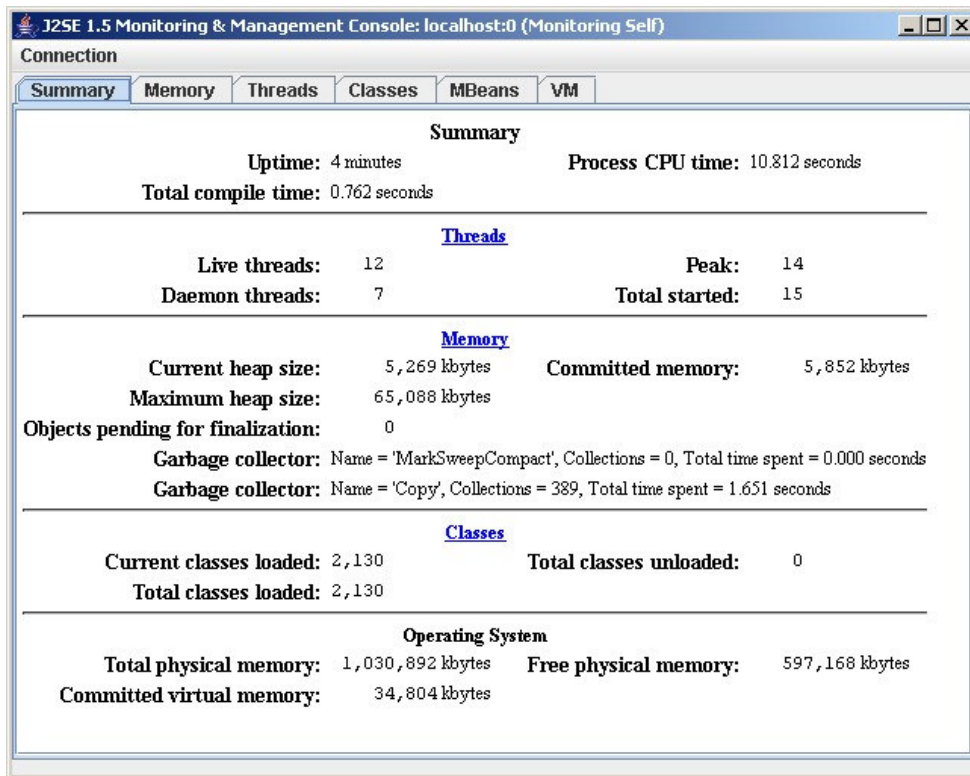 J2SE 1.5 Monitoring & Management Console: localhost:0 (Monitoring Self)
Connection
Summary Memory Threads Classes MBeans VM
Summary
Uptime: 4 minutes Process CPU time: 10.812 seconds
Total compile time: 0.762 seconds
Threads
Live threads: 12 Peak: 14
Daemon threads: 7 Total started: 15
Memory
Current heap size: 5,269 kbytes Committed memory: 5,852 kbytes
Maximum heap size: 65,088 kbytes
Objects pending for finalization: 0
Garbage collector: Name = 'MarkSweepCompact', Collections = 0, Total time spent = 0.000 seconds
Garbage collector: Name = 'Copy', Collections = 389, Total time spent = 1.651 seconds
Classes
Current classes loaded: 2,130 Total classes unloaded: 0
Total classes loaded: 2,130
Operating System
Total physical memory: 1,030,892 kbytes Free physical memory: 597,168 kbytes
Committed virtual memory: 34,804 kbytes